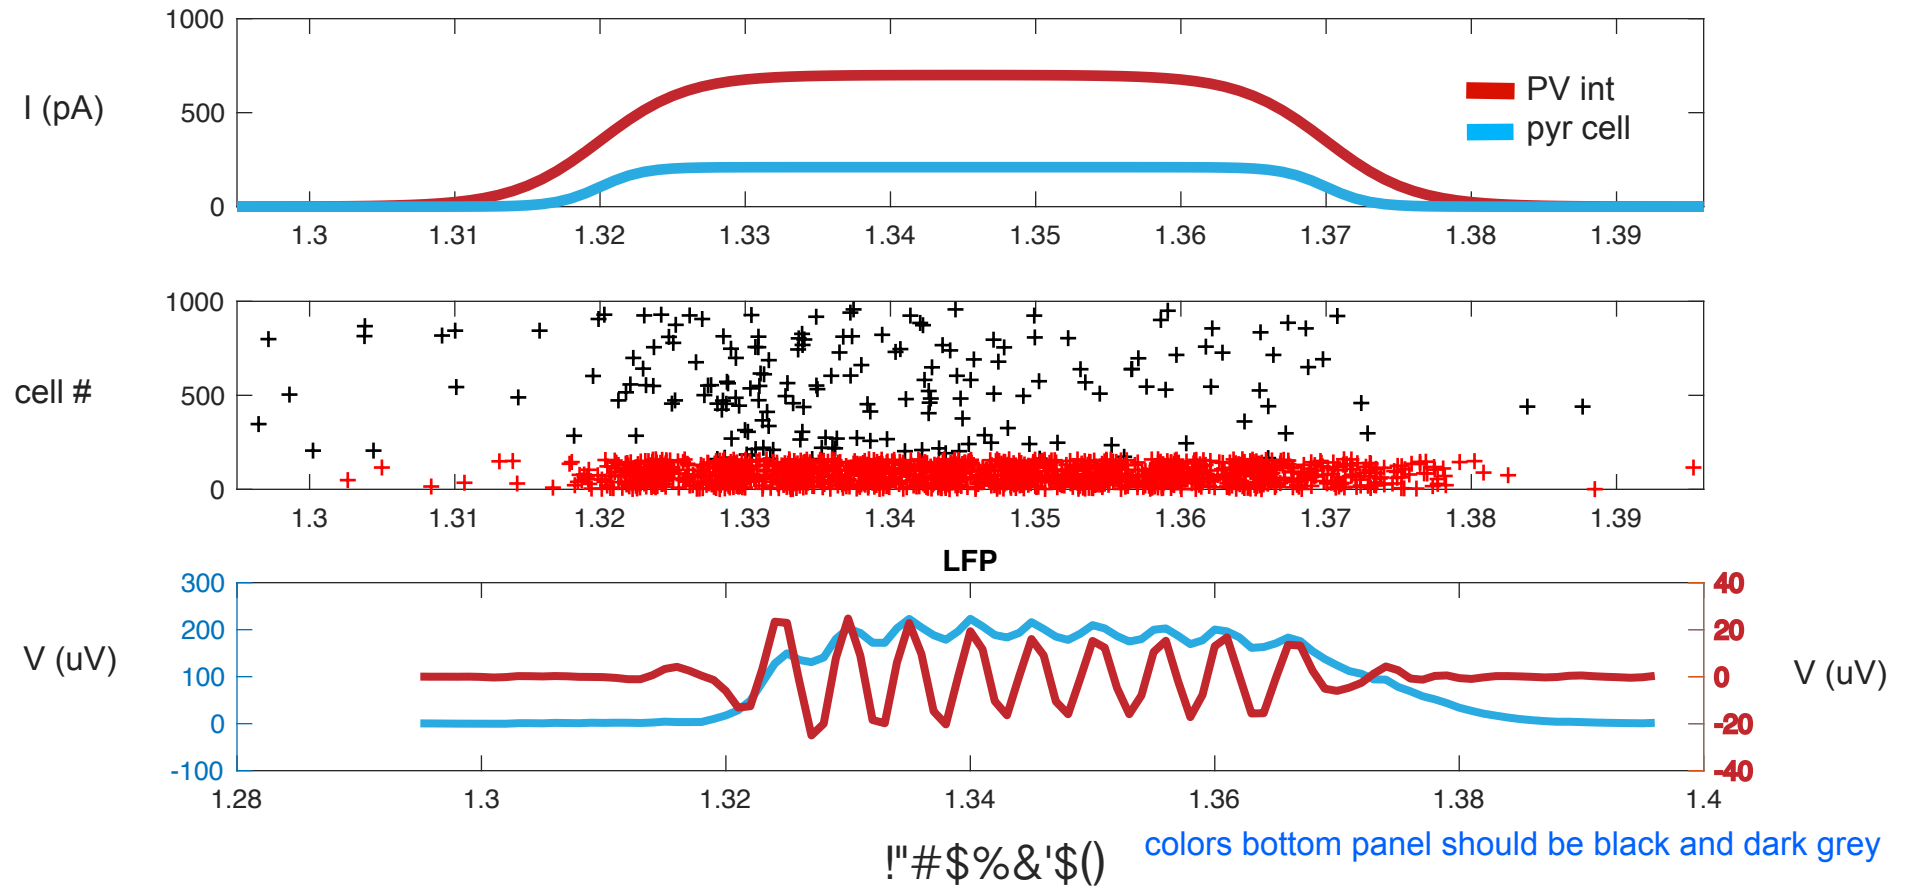 1000
I (pA)
500
0
PV int
pyr cell
1.3 1.31 1.32 1.33 1.34 1.35 1.36 1.37 1.38 1.39
1000
cell #
500
0
1.3 1.31 1.32 1.33 1.34 1.35 1.36 1.37 1.38 1.39
LFP
300 40
200 20
V (uV) 100 0 V (uV)
0 -20
-100 -40
1.28 1.3 1.32 1.34 1.36 1.38 1.4
!"#$%&'$()
colors bottom panel should be black and dark grey